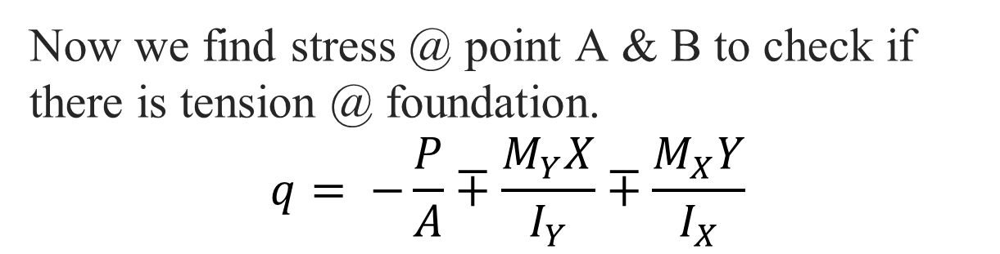 Now we find stress @ point A & B to check if
there is tension @ foundation.
q = −P/A ∓ M_Y X/I_Y ∓ M_X Y/I_X